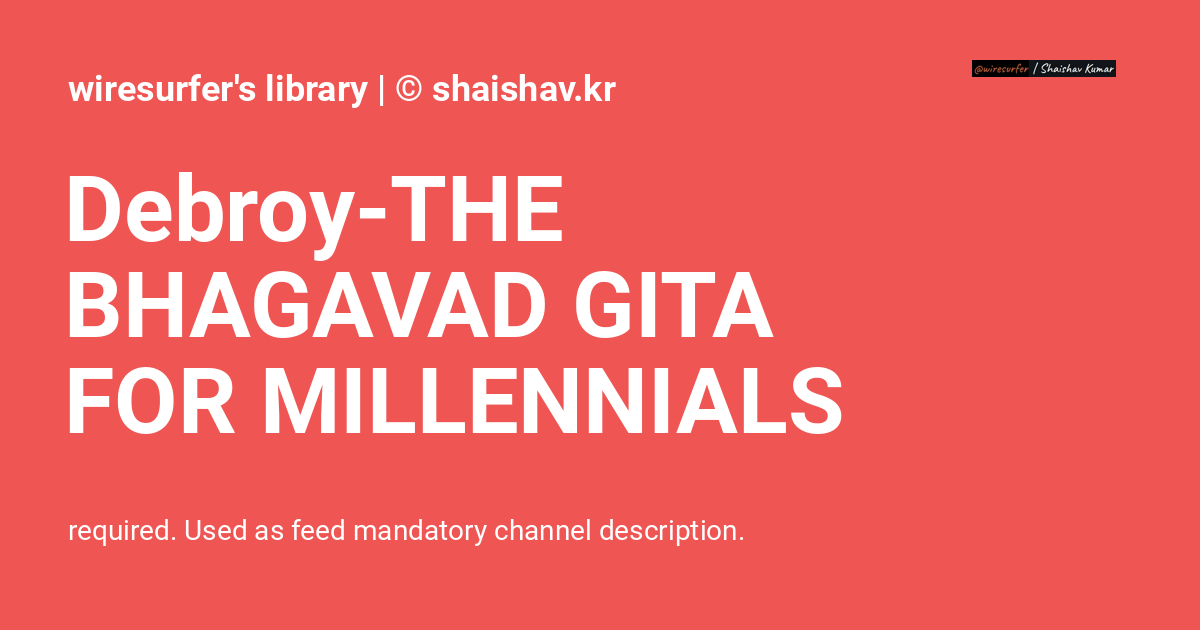 wiresurfer's library | © shaishav.kr
@wiresurfer | Shaishav Kumar
Debroy-THE
BHAGAVAD GITA
FOR MILLENNIALS
required. Used as feed mandatory channel description.